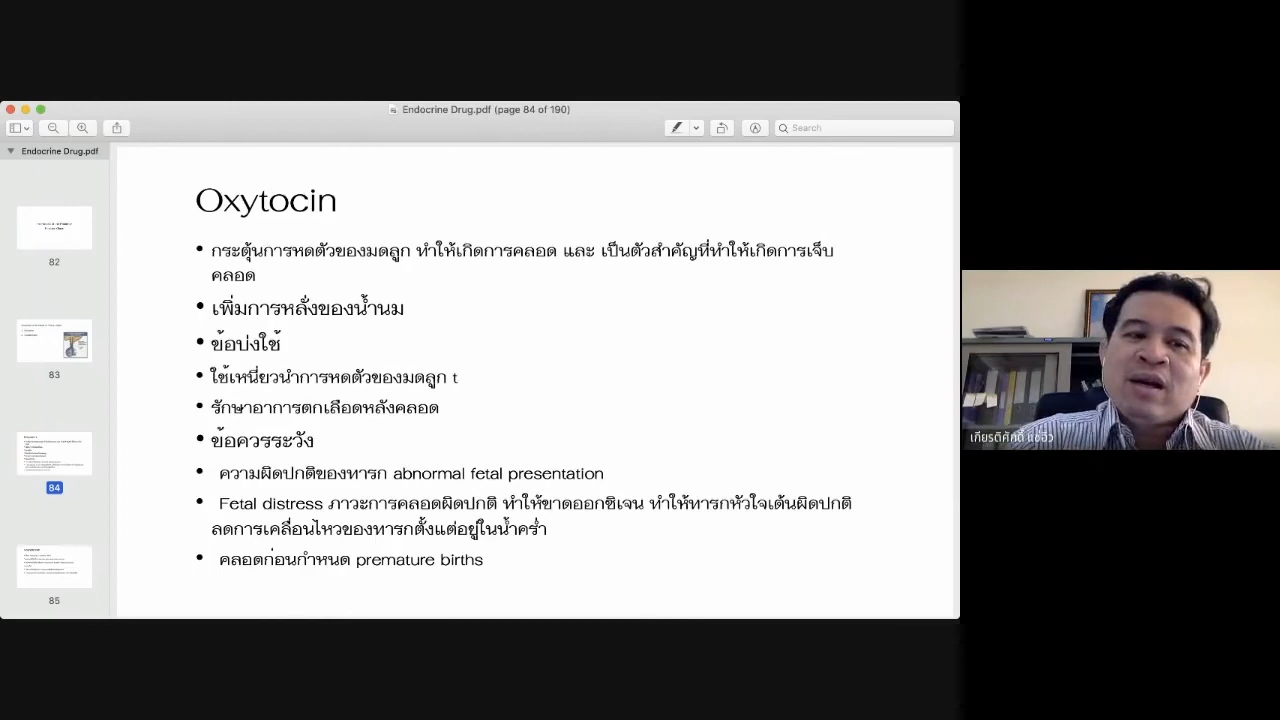 Endocrine Drug.pdf (page 84 of 190)
Search
Endocrine Drug.pdf
82
83
84
85
Oxytocin
• กระตุ้นการหดตัวของมดลูก ทำให้เกิดการคลอด และ เป็นตัวสำคัญที่ทำให้เกิดการเจ็บ
คลอด
• เพิ่มการหลั่งของน้ำนม
• ข้อบ่งใช้
• ใช้เหนี่ยวนำการหดตัวของมดลูก t
• รักษาอาการตกเลือดหลังคลอด
• ข้อควรระวัง
• ความผิดปกติของทารก abnormal fetal presentation
• Fetal distress ภาวะการคลอดผิดปกติ ทำให้ขาดออกซิเจน ทำให้ทารกหัวใจเต้นผิดปกติ
ลดการเคลื่อนไหวของทารกตั้งแต่อยู่ในน้ำคร่ำ
• คลอดก่อนกำหนด premature births
เกียรติศักดิ์ แซ่อิว